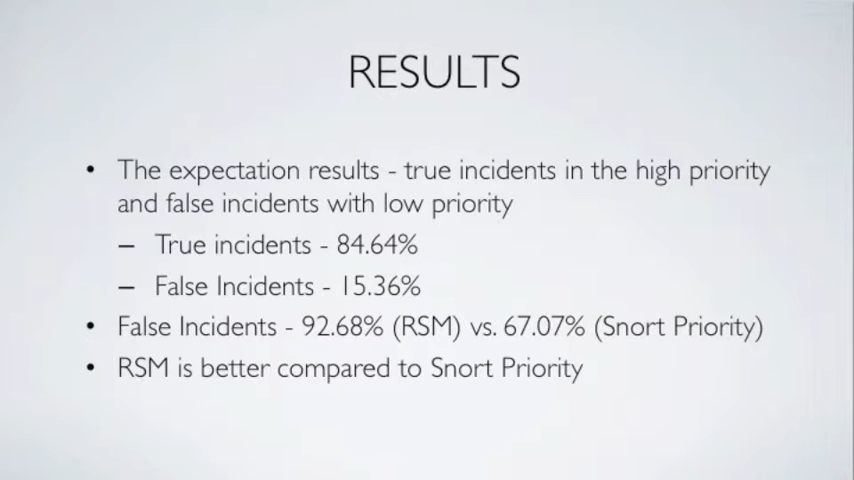 RESULTS
• The expectation results - true incidents in the high priority
and false incidents with low priority
– True incidents - 84.64%
– False Incidents - 15.36%
• False Incidents - 92.68% (RSM) vs. 67.07% (Snort Priority)
• RSM is better compared to Snort Priority